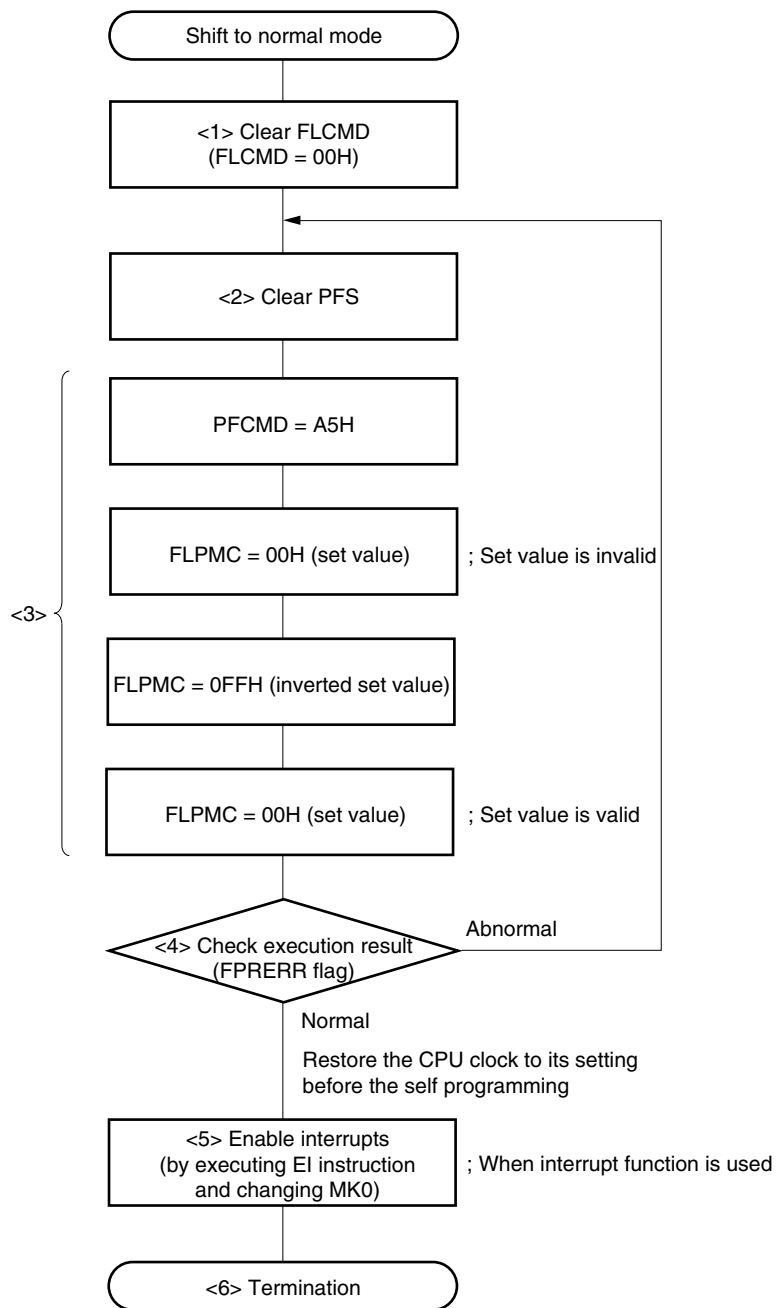 Shift to normal mode
<1> Clear FLCMD
(FLCMD = 00H)
<2> Clear PFS
PFCMD = A5H
FLPMC = 00H (set value)
; Set value is invalid
<3>
FLPMC = 0FFH (inverted set value)
FLPMC = 00H (set value)
; Set value is valid
<4> Check execution result
(FPRERR flag)
Abnormal
Normal
Restore the CPU clock to its setting
before the self programming
<5> Enable interrupts
(by executing EI instruction
and changing MK0)
; When interrupt function is used
<6> Termination